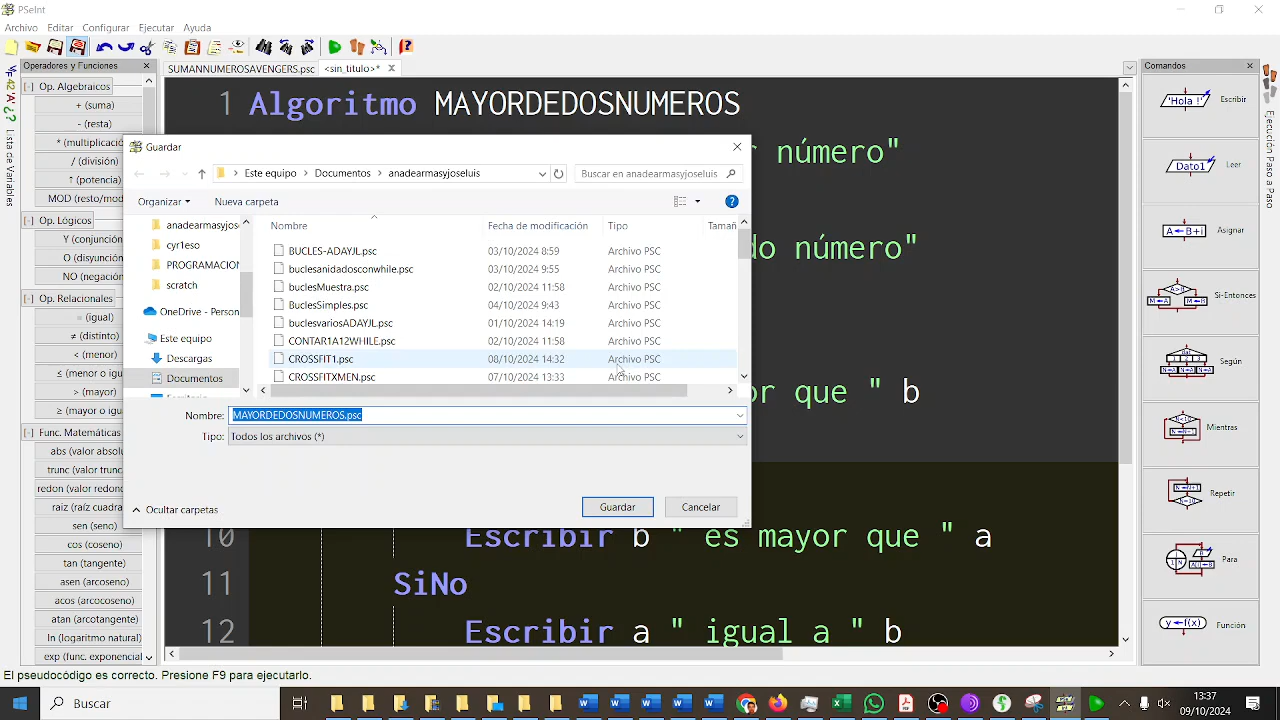 PSeInt
Archivo Editar Configurar Ejecutar Ayuda
Operadores y Funciones
SUMANNUMEROSAVENGERS.psc
<sin_titulo>*
Comandos
Lista de Variables
Op. Algebraicos
+ (suma)
- (resta)
* (multiplicació
/ (división)
↑ (potencia)
MOD (resto/mod
Op. Lógicos
Y (conjunción
O (disyunción
NO (negación
Op. Relacionales
= (igual)
≠ (distinto)
< (menor)
≤ (menor o igu
> (mayor)
≥ (mayor o igu
Func. Matemáticas
abs (valor absolu
trunc (valor trunc
redon (valor redond
raiz (raíz cuadra
sen (seno)
cos (coseno)
tan (tangente)
asen (arcoseno)
acos (arcocoseno)
atan (arcotangente)
ln (logaritmo natural)
exp (func. exponencial
1 Algoritmo MAYORDEDOSNUMEROS
r número"
do número"
or que " b
10 Escribir b " es mayor que " a
11 SiNo
12 Escribir a " igual a " b
Guardar
Este equipo > Documentos > anadearmasyjoseluis
Buscar en anadearmasyjoseluis
Organizar
Nueva carpeta
anadearmasyjos
cyr1eso
PROGRAMACION
scratch
OneDrive - Person
Este equipo
Descargas
Documentos
Nombre Fecha de modificación Tipo Tamañ
BUCLES-ADAYJL.psc 03/10/2024 8:59 Archivo PSC
buclesanidadosconwhile.psc 03/10/2024 9:55 Archivo PSC
buclesMuestra.psc 02/10/2024 11:58 Archivo PSC
BuclesSimples.psc 04/10/2024 9:43 Archivo PSC
buclesvariosADAYJL.psc 01/10/2024 14:19 Archivo PSC
CONTAR1A12WHILE.psc 02/10/2024 11:58 Archivo PSC
CROSSFIT1.psc 08/10/2024 14:32 Archivo PSC
CROSSFITXMEN.psc 07/10/2024 13:33 Archivo PSC
Nombre: MAYORDEDOSNUMEROS.psc
Tipo: Todos los archivos (*)
Ocultar carpetas
Guardar
Cancelar
'Hola !' Escribir
Dato1 Leer
A←B+i Asignar
Si-Entonces
Según
Mientras
Repetir
Para
y←f(x) Función
Ejecución Paso a Paso
El pseudocódigo es correcto. Presione F9 para ejecutarlo.
Buscar
13:37
09/10/2024